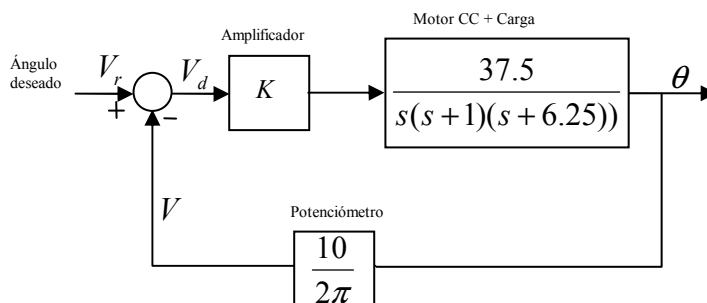 Motor CC + Carga
Amplificador
Ángulo
deseado
V_r
V_d
+
−
K
37.5
s(s+1)(s+6.25))
θ
V
Potenciómetro
10
2π